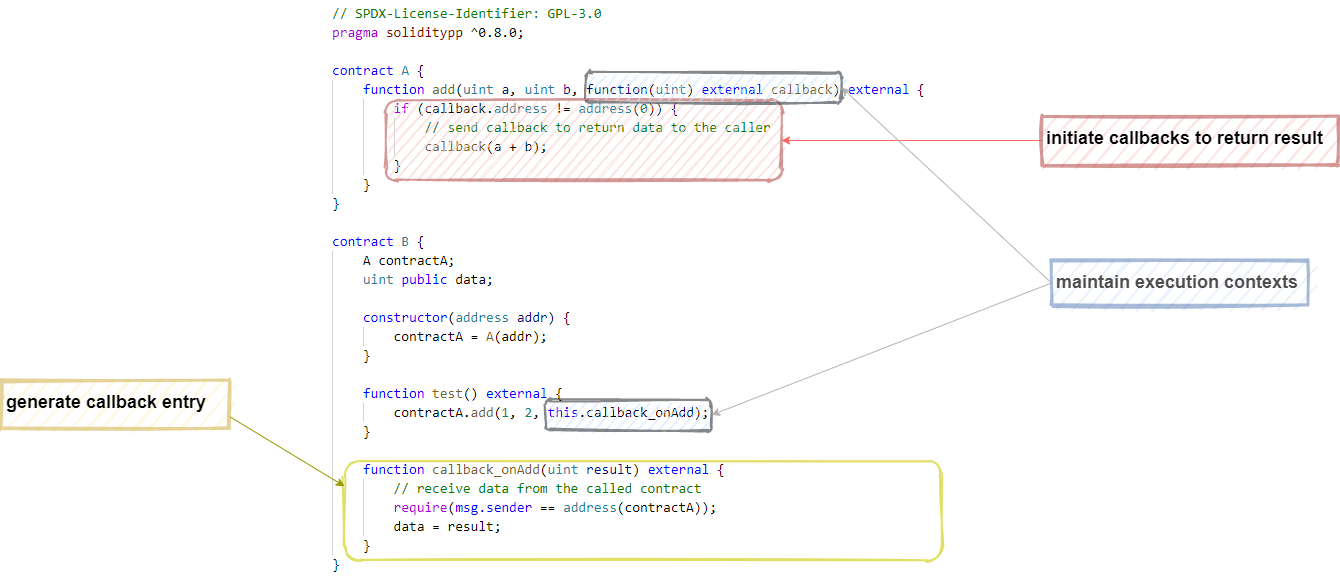 // SPDX-License-Identifier: GPL-3.0
pragma soliditypp ^0.8.0;
contract A {
function add(uint a, uint b, function(uint) external callback) external {
if (callback.address != address(0)) {
// send callback to return data to the caller
callback(a + b);
}
}
}
initiate callbacks to return result
contract B {
A contractA;
uint public data;
maintain execution contexts
constructor(address addr) {
contractA = A(addr);
}
function test() external {
contractA.add(1, 2, this.callback_onAdd);
}
generate callback entry
function callback_onAdd(uint result) external {
// receive data from the called contract
require(msg.sender == address(contractA));
data = result;
}
}